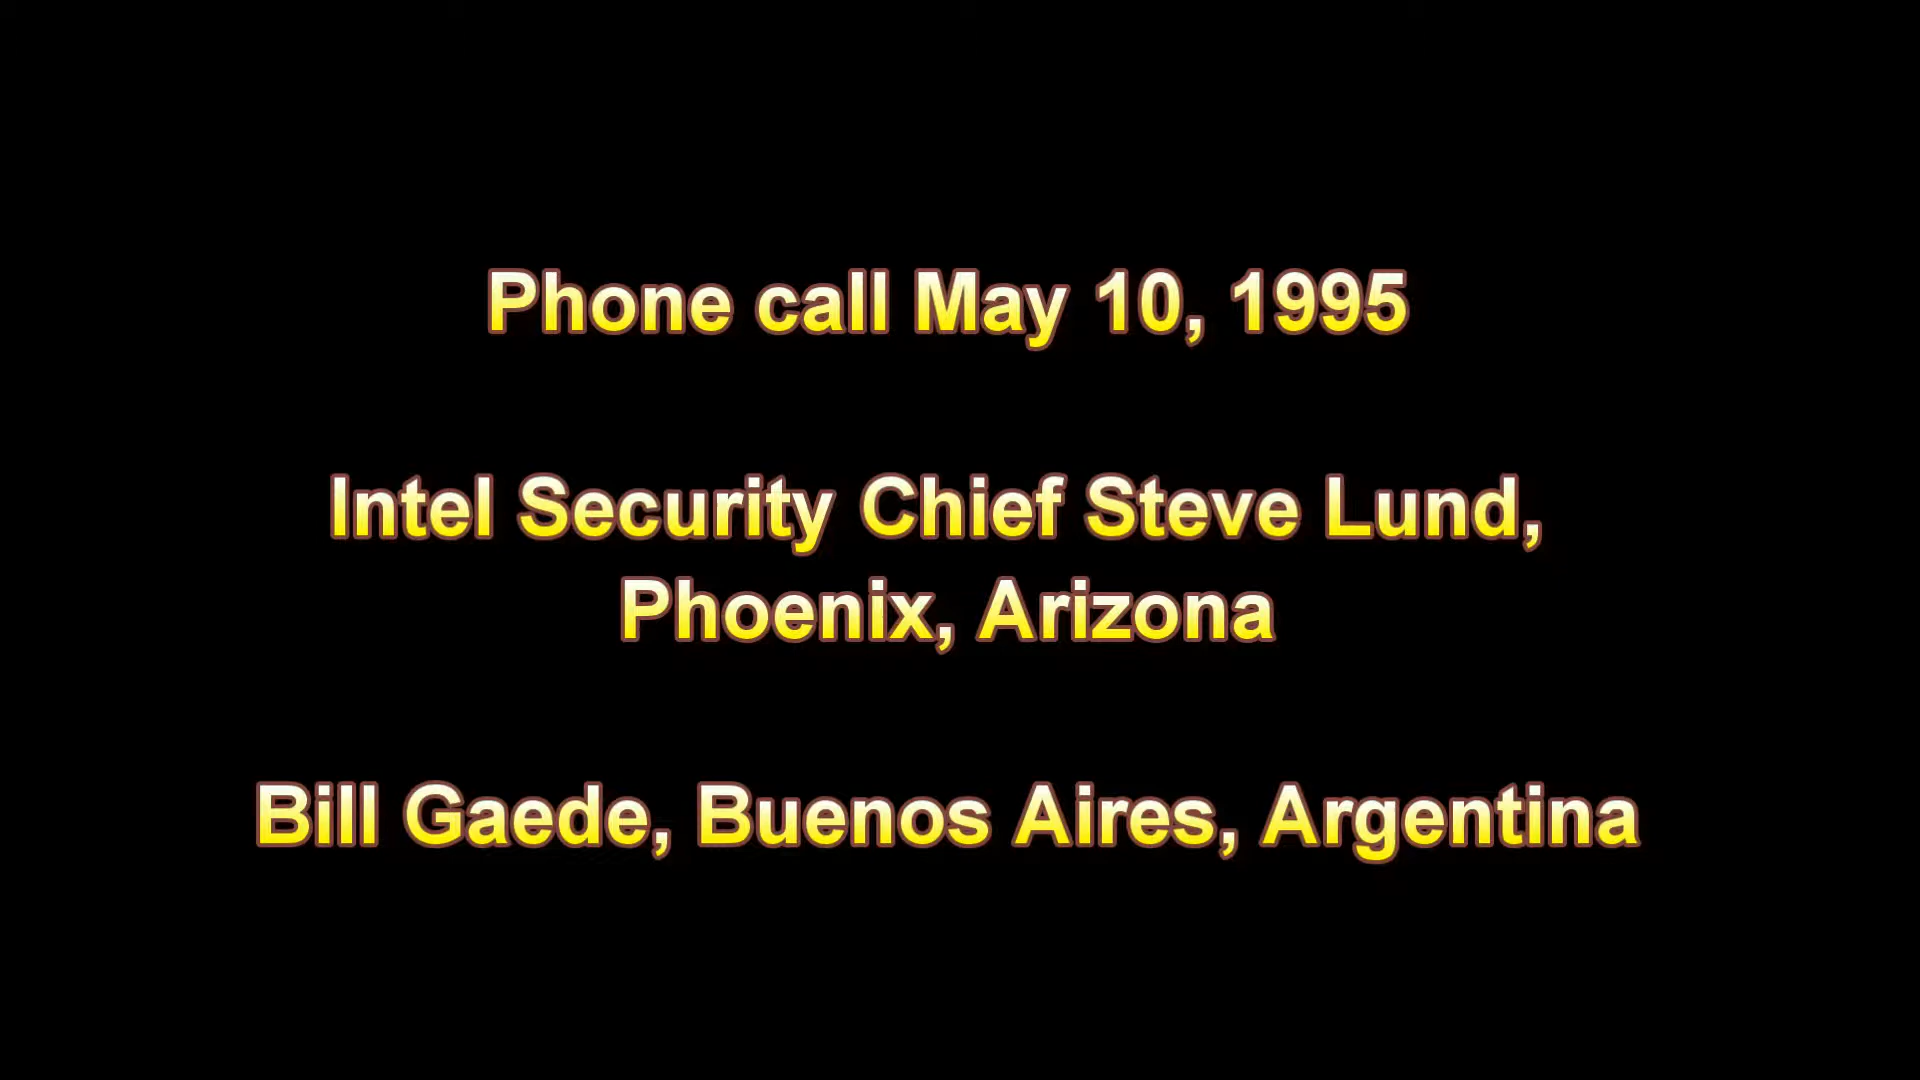 Phone call May 10, 1995
Intel Security Chief Steve Lund,
Phoenix, Arizona
Bill Gaede, Buenos Aires, Argentina